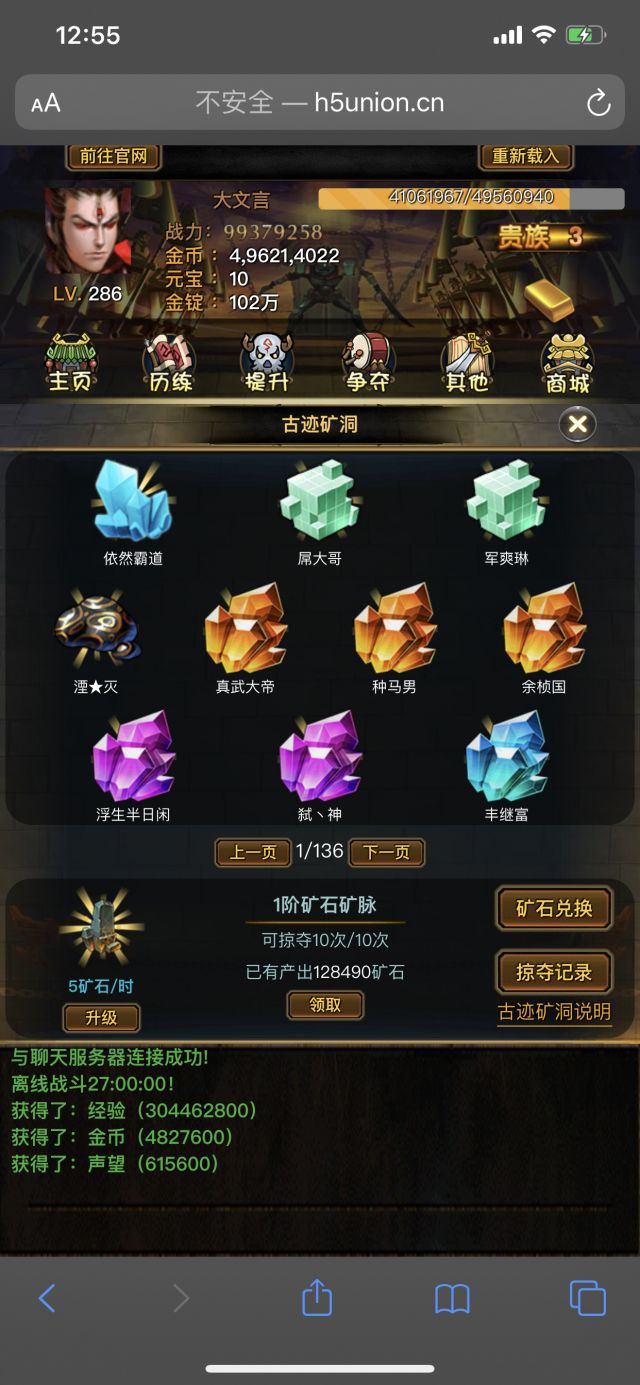 12:55
AA 不安全 — h5union.cn
前往官网 重新载入
大文言 41061967/49560940
战力: 99379258
贵族 3
金币: 4,9621,4022
元宝: 10
LV. 286
金锭: 102万
主页 历练 提升 争夺 其他 商城
古迹矿洞
依然霸道 屌大哥 军爽琳
湮★灭 真武大帝 种马男 余桢国
浮生半日闲 弑丶神 丰继富
上一页 1/136 下一页
1阶矿石矿脉
矿石兑换
可掠夺10次/10次
已有产出128490矿石
掠夺记录
5矿石/时
领取
古迹矿洞说明
升级
与聊天服务器连接成功!
离线战斗27:00:00!
获得了: 经验 (304462800)
获得了: 金币 (4827600)
获得了: 声望 (615600)